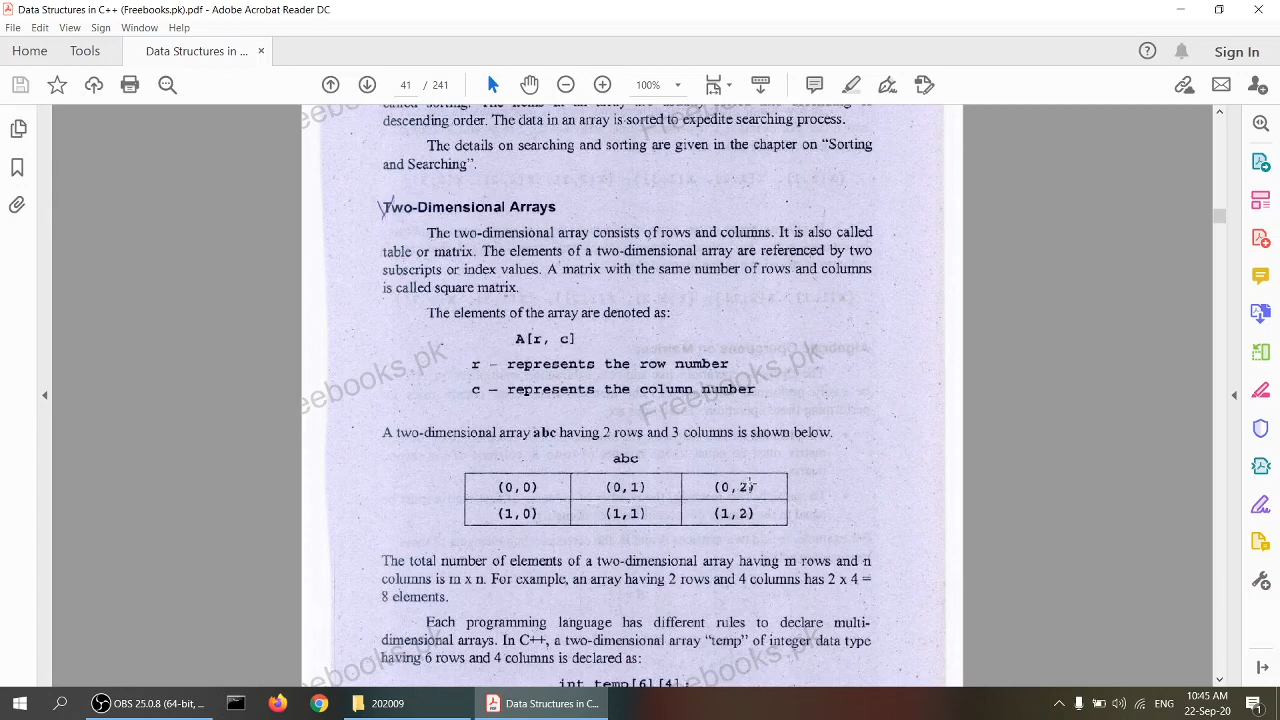 Data Structures in C++ (Freebooks.pk).pdf - Adobe Acrobat Reader DC
File Edit View Sign Window Help
Home Tools Data Structures in ... × Sign In
41 / 241 100%
descending order. The data in an array is sorted to expedite searching process.
The details on searching and sorting are given in the chapter on "Sorting
and Searching".
Two-Dimensional Arrays
The two-dimensional array consists of rows and columns. It is also called
table or matrix. The elements of a two-dimensional array are referenced by two
subscripts or index values. A matrix with the same number of rows and columns
is called square matrix.
The elements of the array are denoted as:
A[r, c]
r – represents the row number
c – represents the column number
Freebooks.pk
Freebooks.pk
A two-dimensional array abc having 2 rows and 3 columns is shown below.
abc
(0,0) (0,1) (0,2)
(1,0) (1,1) (1,2)
The total number of elements of a two-dimensional array having m rows and n
columns is m x n. For example, an array having 2 rows and 4 columns has 2 x 4 =
8 elements.
Each programming language has different rules to declare multi-
dimensional arrays. In C++, a two-dimensional array "temp" of integer data type
having 6 rows and 4 columns is declared as:
int temp[6][4];
OBS 25.0.8 (64-bit, ... 202009 Data Structures in C... 10:45 AM
22-Sep-20